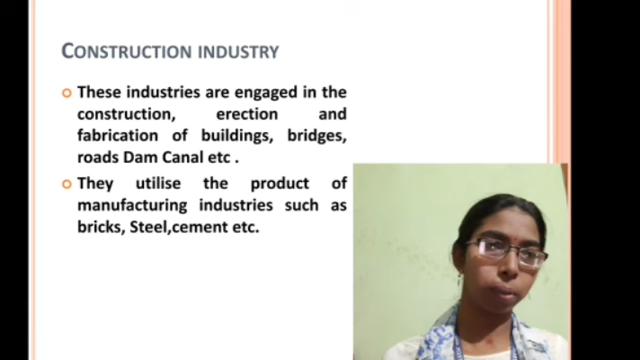 CONSTRUCTION INDUSTRY
These industries are engaged in the
construction, erection and
fabrication of buildings, bridges,
roads Dam Canal etc .
They utilise the product of
manufacturing industries such as
bricks, Steel,cement etc.